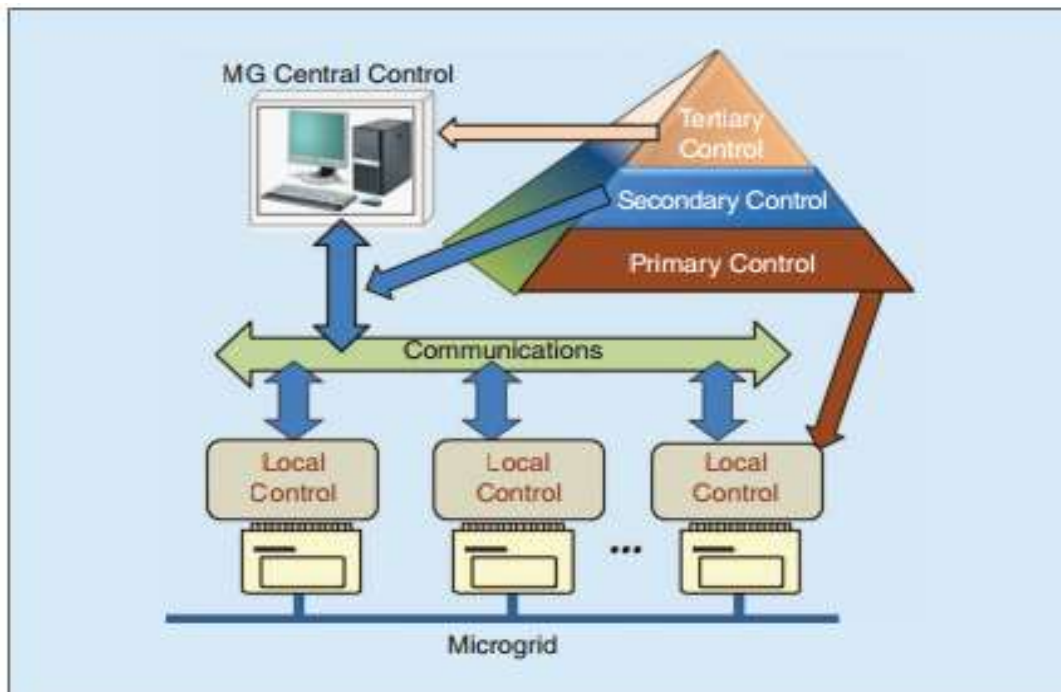 MG Central Control
Tertiary
Control
Secondary Control
Primary Control
Communications
Local
Control
Local
Control
Local
Control
...
Microgrid